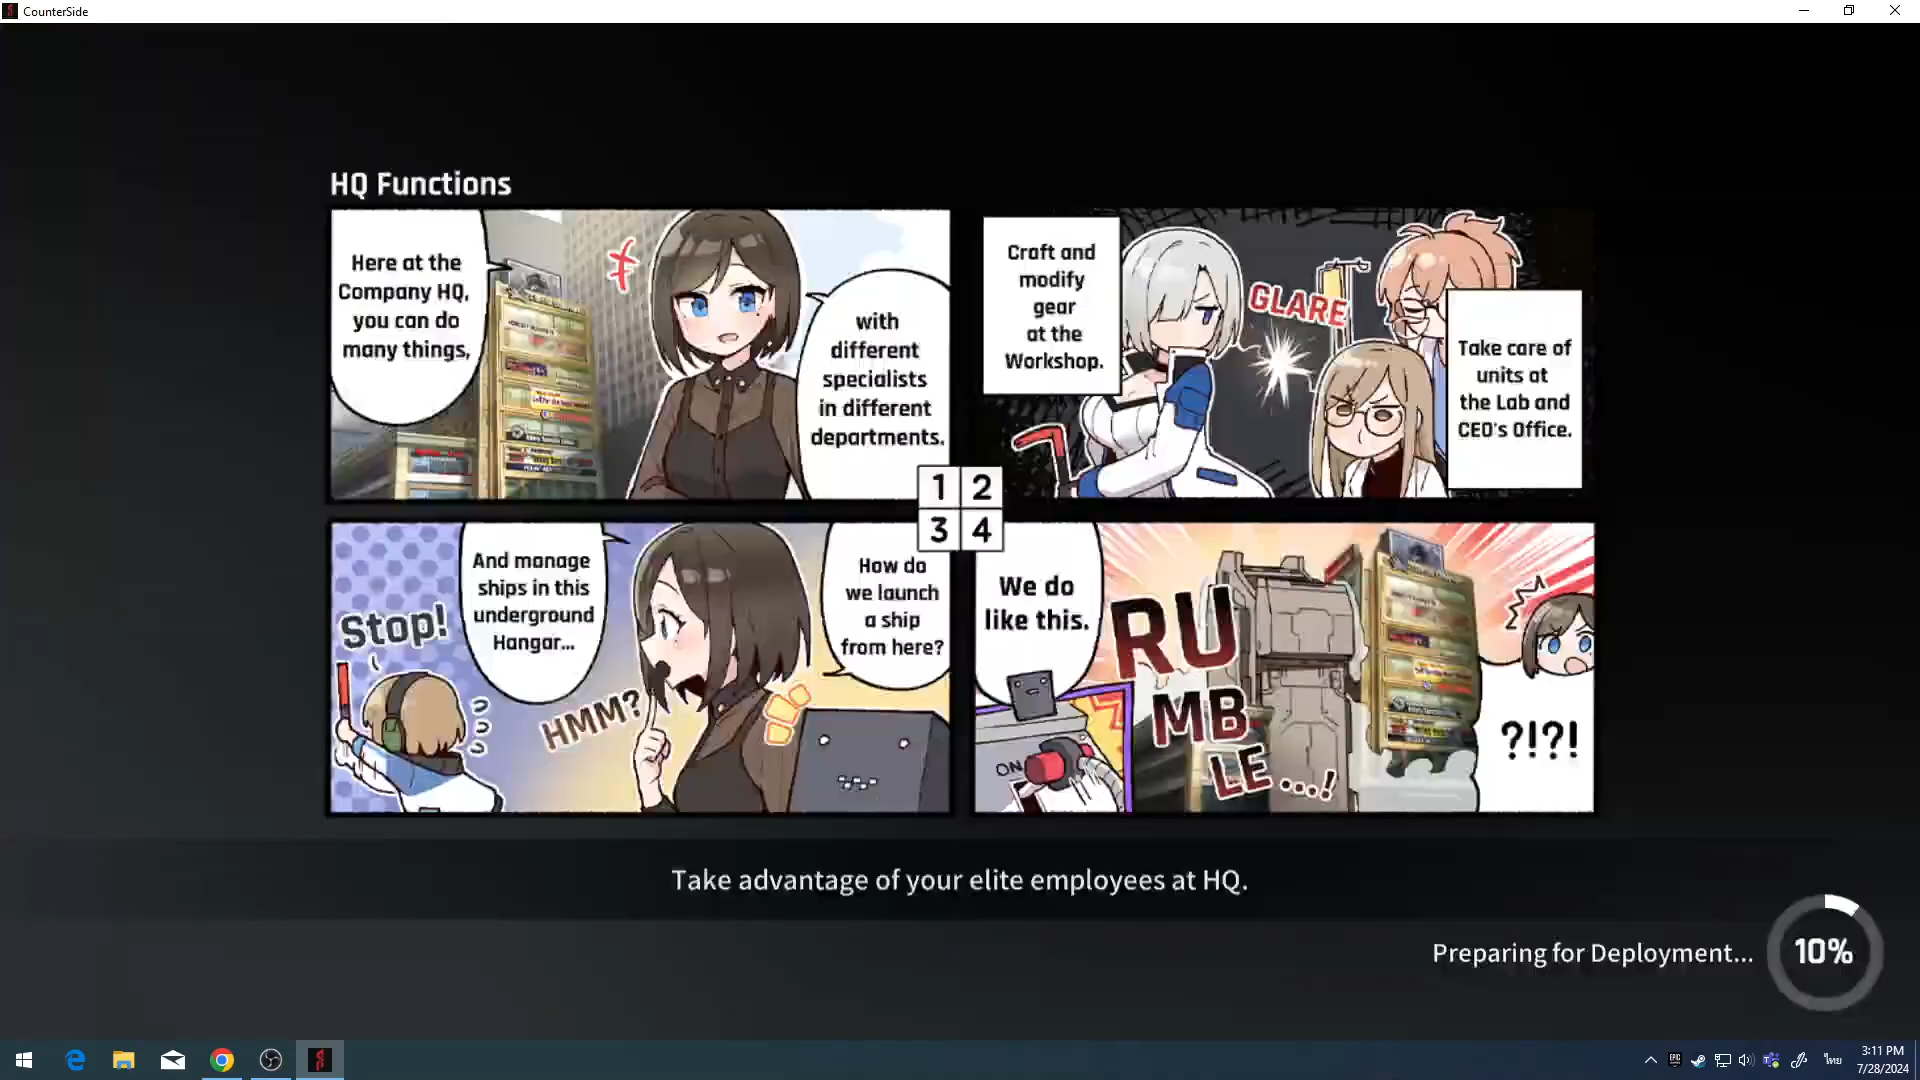 CounterSide
HQ Functions
Here at the
Company HQ,
you can do
many things,
with
different
specialists
in different
departments.
Craft and
modify
gear
at the
Workshop.
GLARE
Take care of
units at
the Lab and
CEO's Office.
1 2
3 4
Stop!
And manage
ships in this
underground
Hangar...
HMM?
How do
we launch
a ship
from here?
We do
like this.
ON
RU
MB
LE...!
?!?!
Take advantage of your elite employees at HQ.
Preparing for Deployment...
10%
ไทย
3:11 PM
7/28/2024